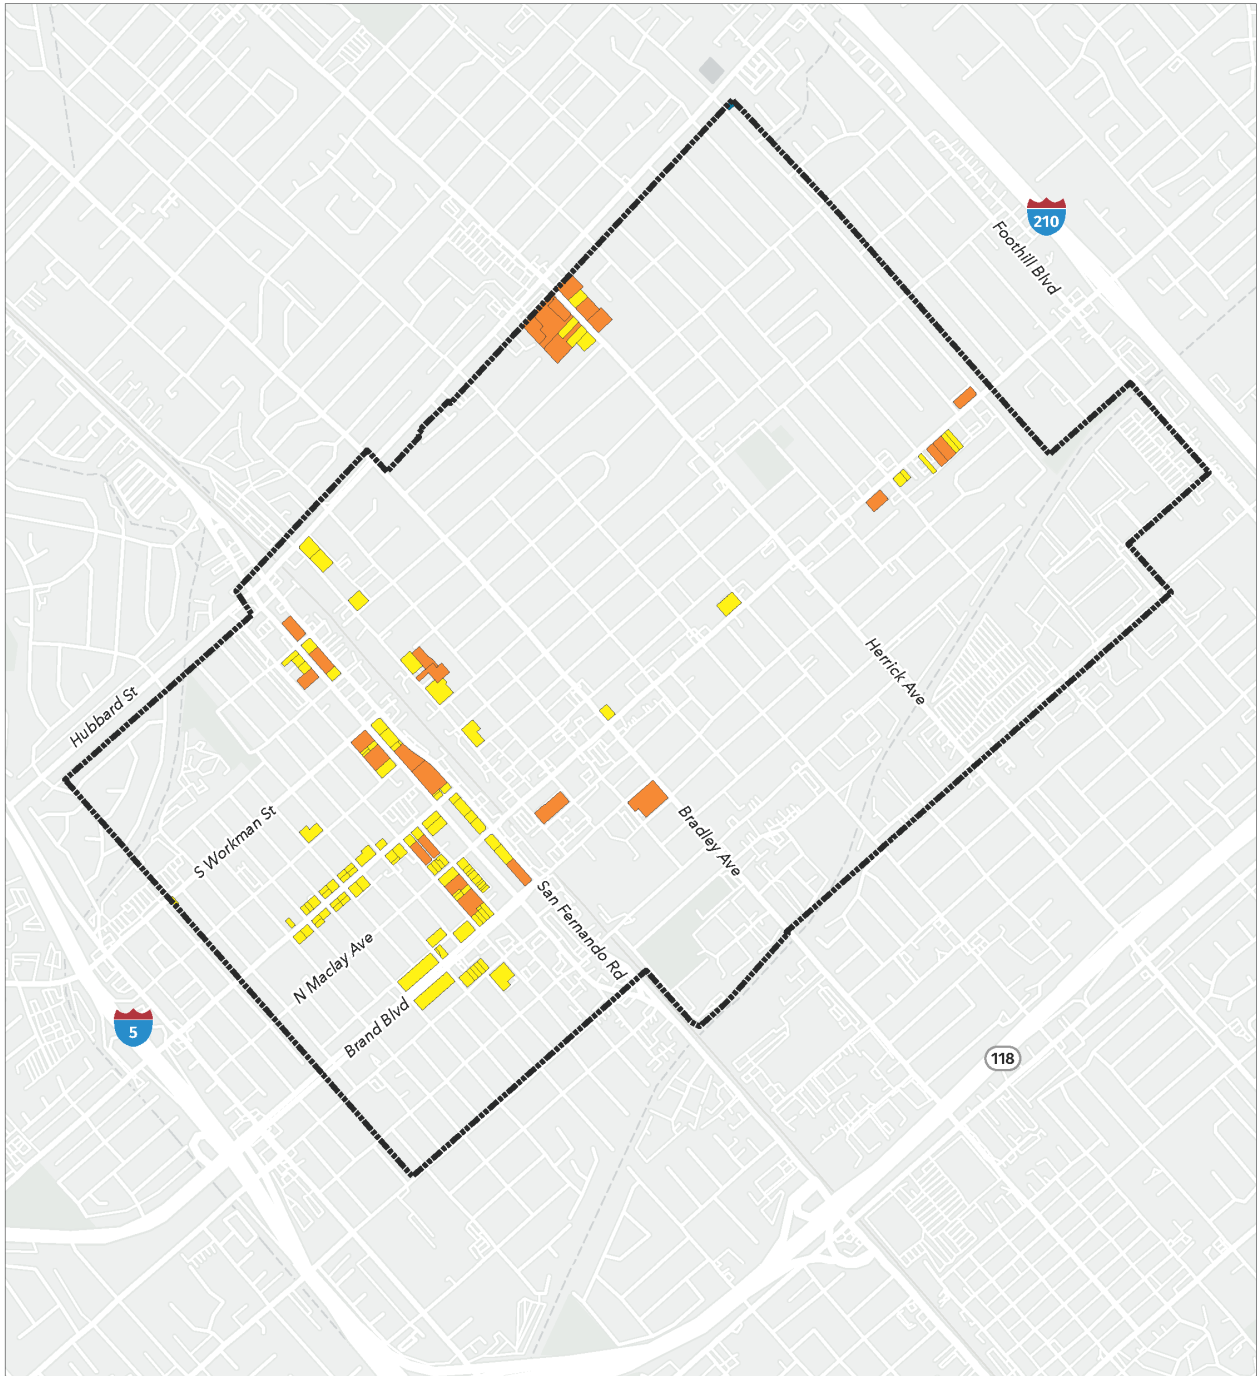 210
Foothill Blvd
Herrick Ave
Hubbard St
Bradley Ave
S Workman St
San Fernando Rd
N Maclay Ave
Brand Blvd
5
118